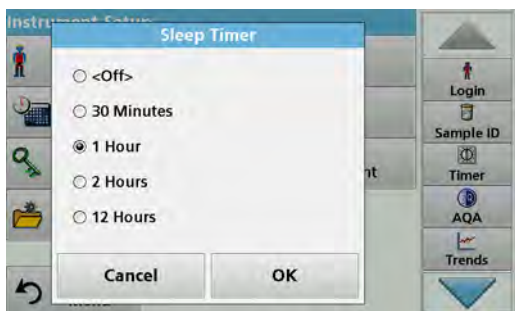 Sleep Timer
<Off>
30 Minutes
1 Hour
2 Hours
12 Hours
Cancel
OK
Login
Sample ID
Timer
AQA
Trends